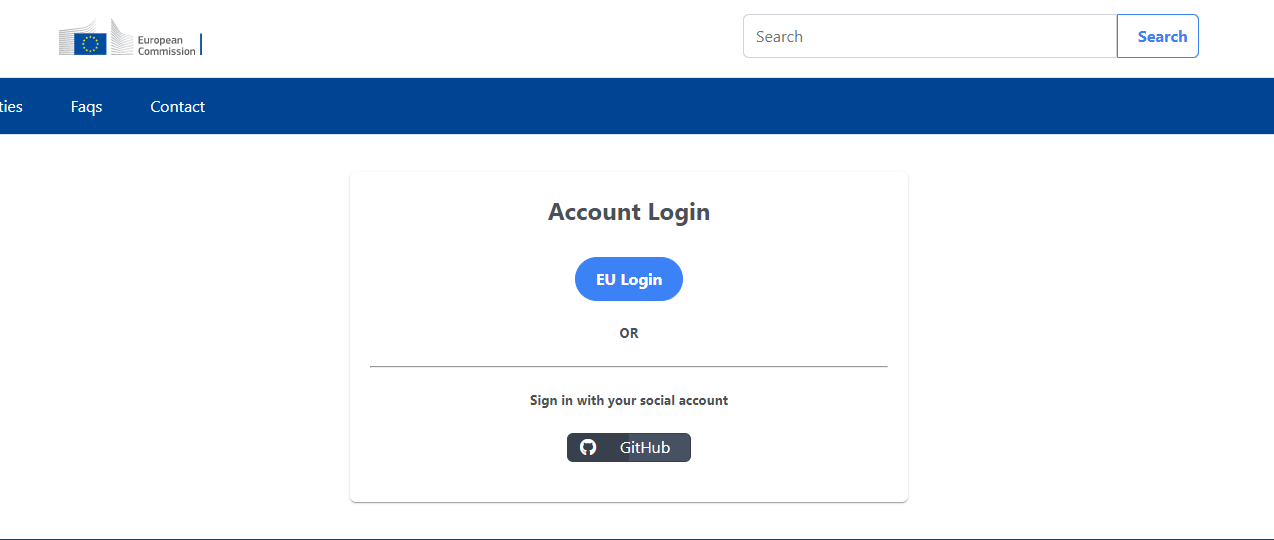 European
Commission
Search
Search
ties
Faqs
Contact
Account Login
EU Login
OR
Sign in with your social account
GitHub